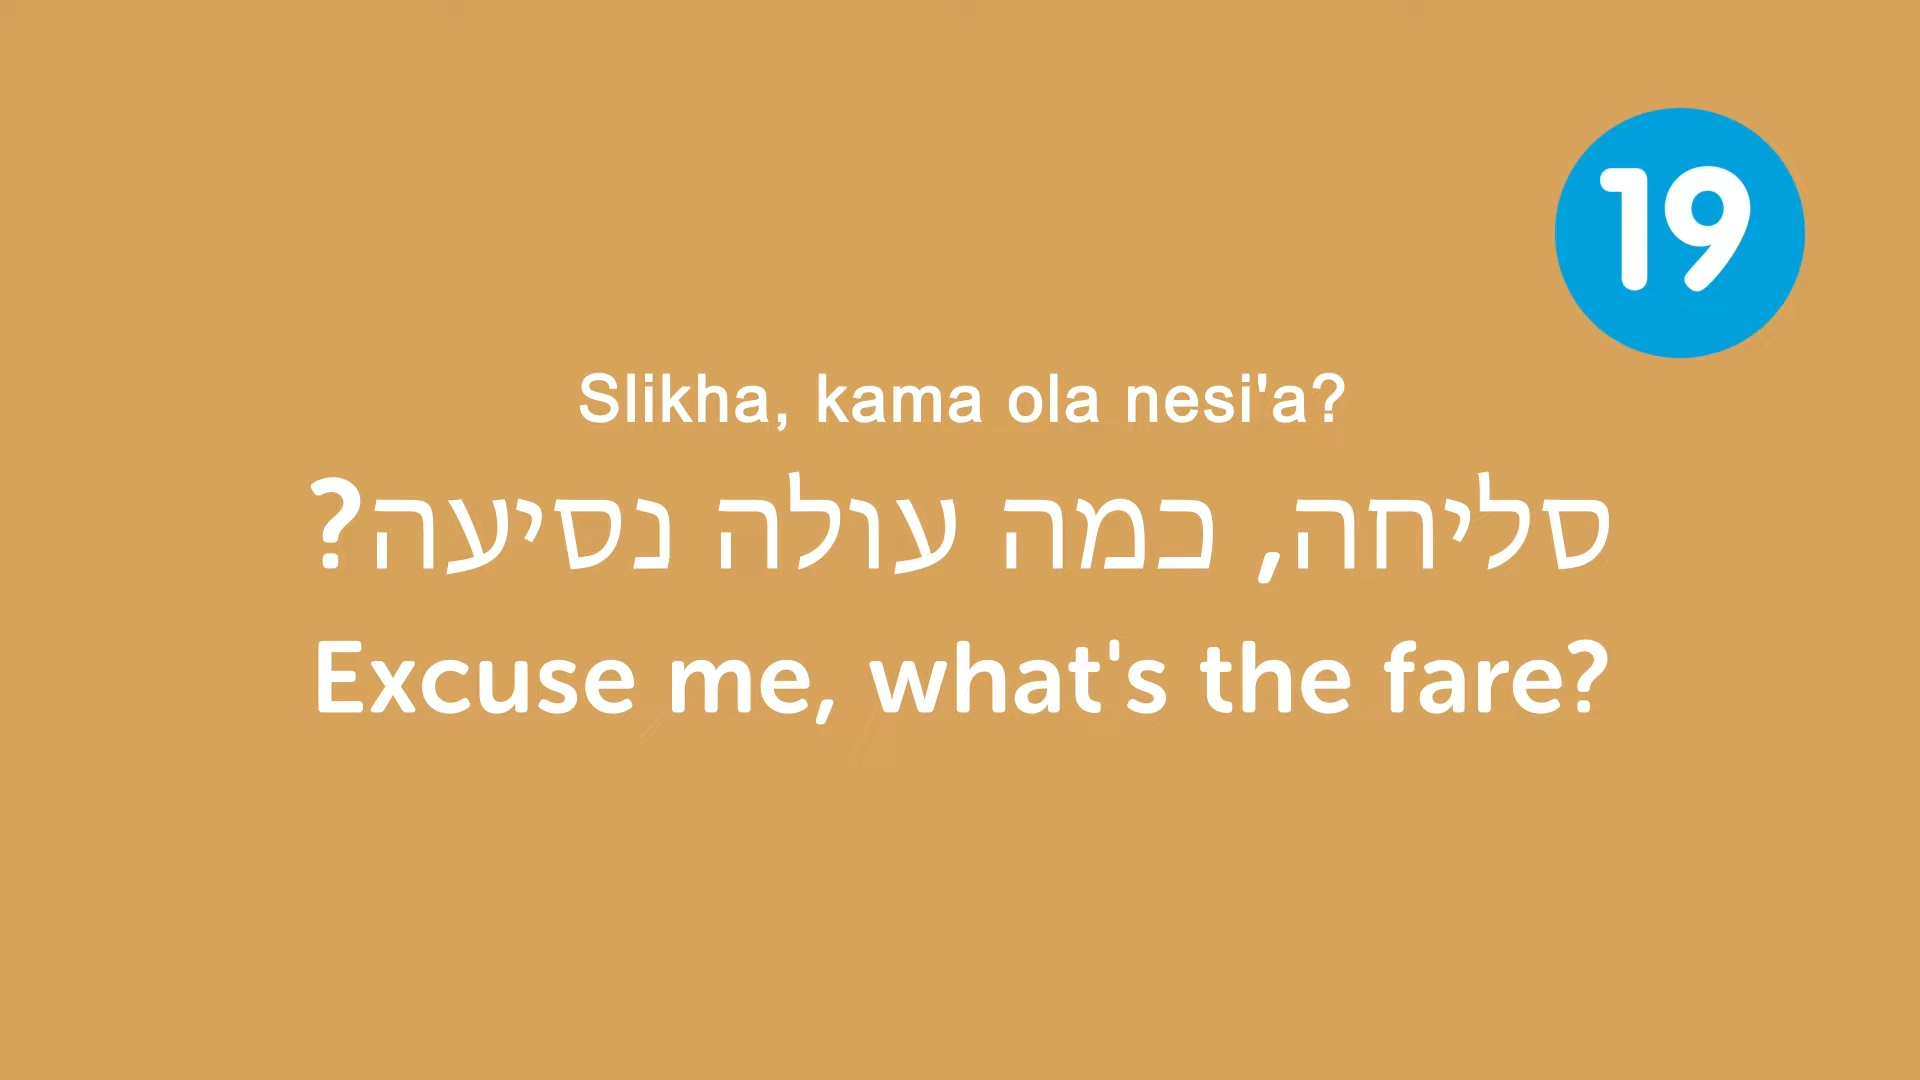 19
Slikha, kama ola nesi'a?
סליחה, כמה עולה נסיעה?
Excuse me, what's the fare?